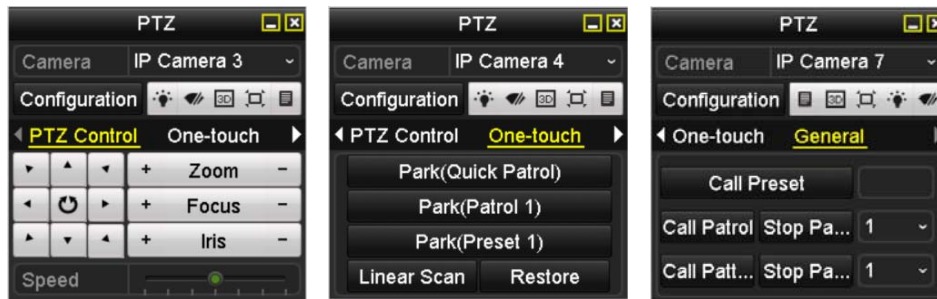 PTZ
Camera IP Camera 3
Configuration 3D
PTZ Control One-touch
+ Zoom -
+ Focus -
+ Iris -
Speed
PTZ
Camera IP Camera 4
Configuration 3D
PTZ Control One-touch
Park(Quick Patrol)
Park(Patrol 1)
Park(Preset 1)
Linear Scan Restore
PTZ
Camera IP Camera 7
Configuration 3D
One-touch General
Call Preset
Call Patrol Stop Pa... 1
Call Patt... Stop Pa... 1